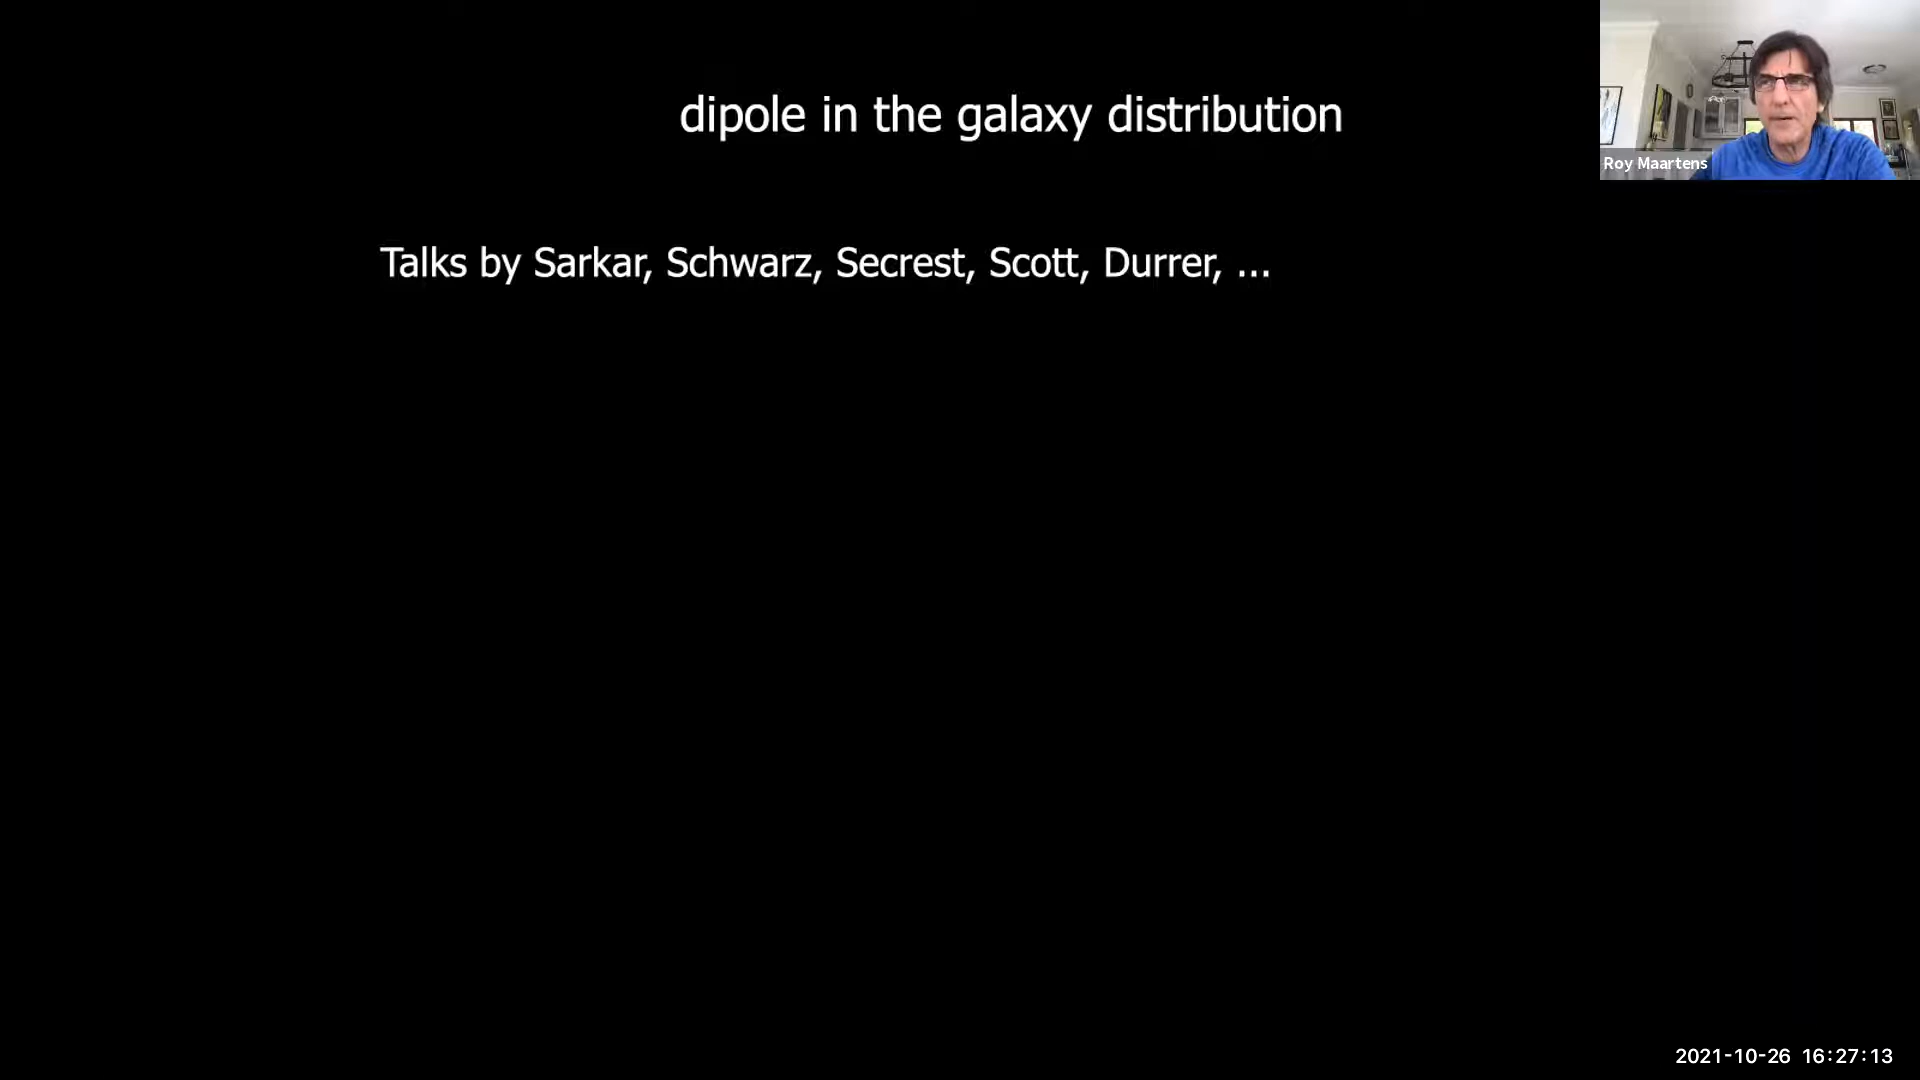 dipole in the galaxy distribution
Roy Maartens
Talks by Sarkar, Schwarz, Secrest, Scott, Durrer, ...
2021-10-26 16:27:13